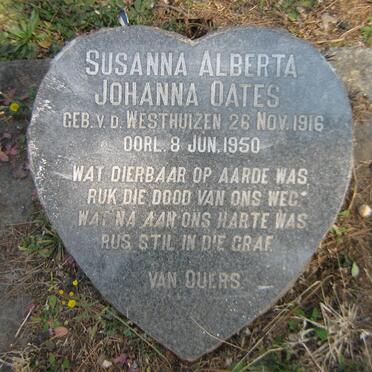 SUSANNA ALBERTA
JOHANNA OATES
GEB. V. D. WESTHUIZEN 26 NOV. 1916
OORL. 8 JUN. 1950
WAT DIERBAAR OP AARDE WAS
RUK DIE DOOD VAN ONS WEG
WAT NA AAN ONS HARTE WAS
RUS STIL IN DIE GRAF
VAN OUERS